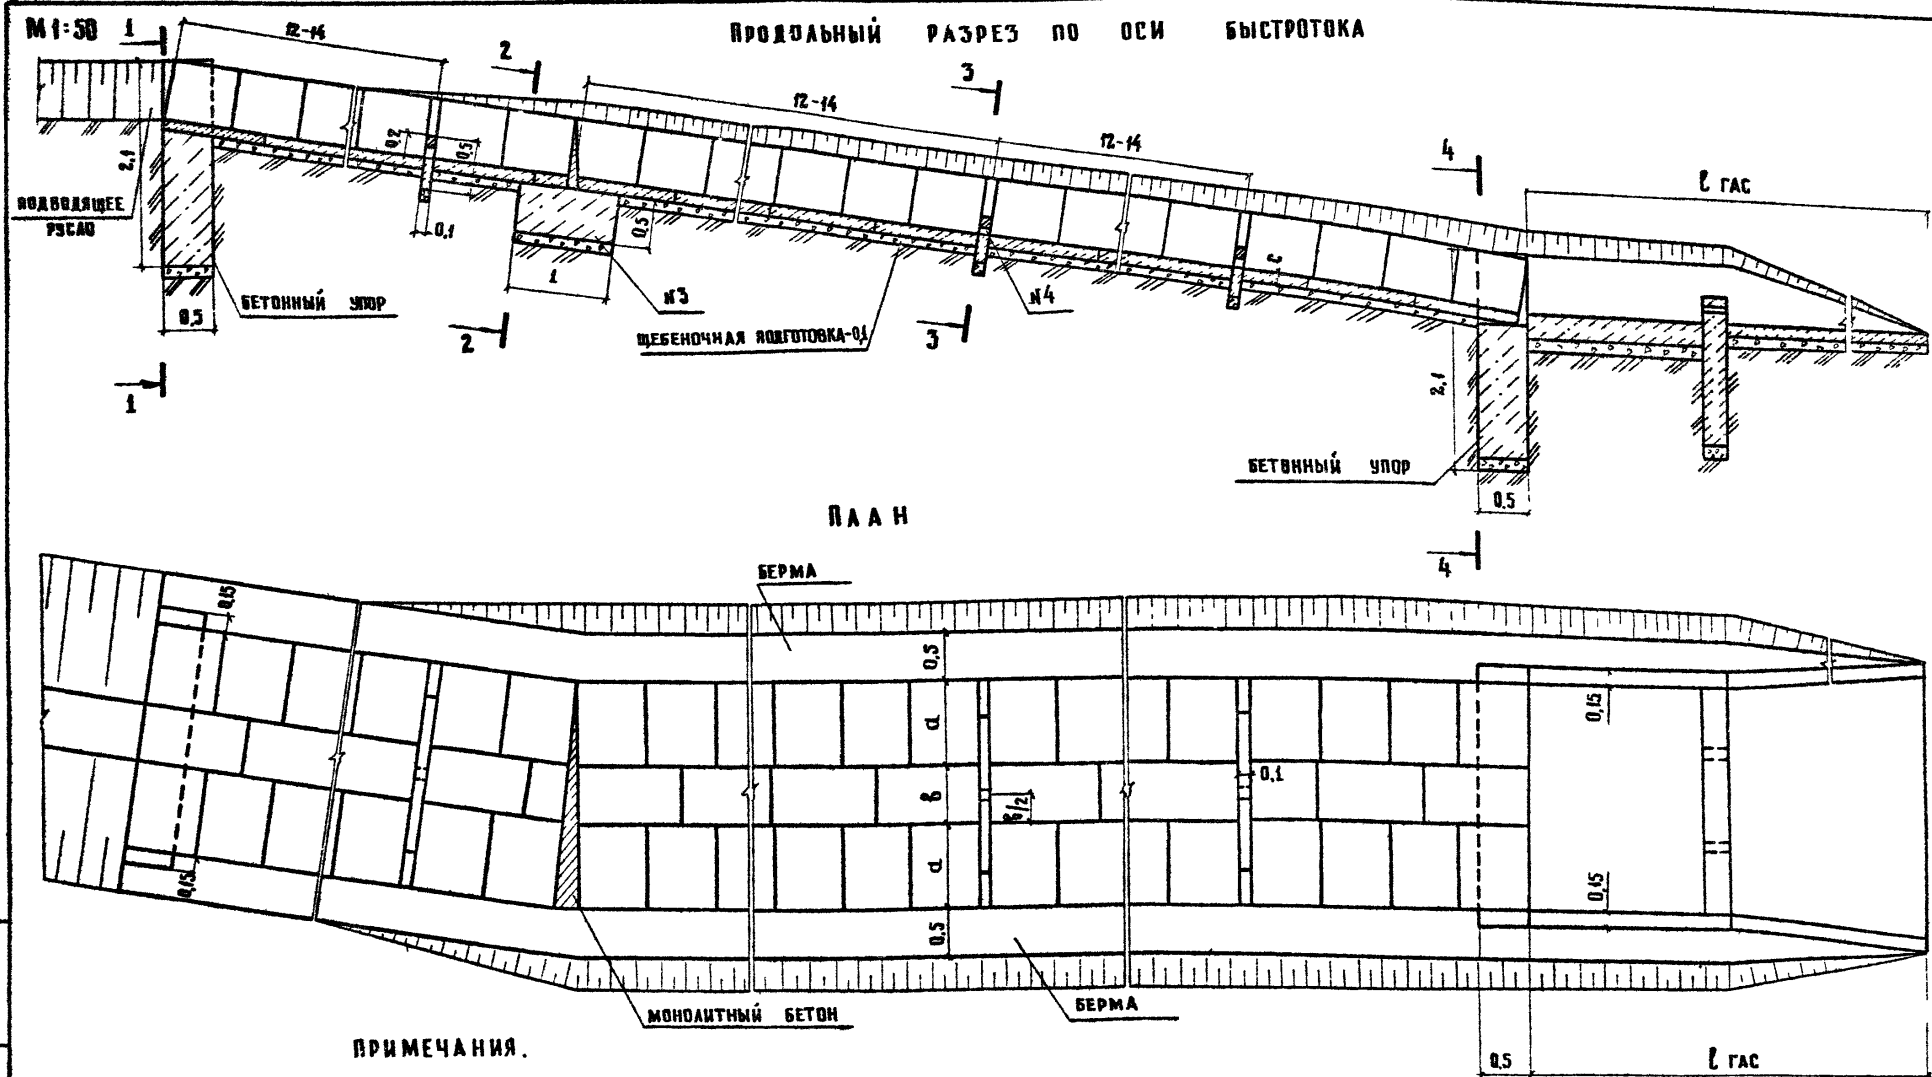 М 1:50
ПРОДОЛЬНЫЙ РАЗРЕЗ ПО ОСИ БЫСТРОТОКА
1
12-14
2
3
12-14
12-14
4
ℓ ГАС
2,1
0,2
0,5
ПОДВОДЯЩЕЕ
РУСЛО
0,1
0,5
0,5
БЕТОННЫЙ УПОР
1
№3
№4
2
ЩЕБЕНОЧНАЯ ПОДГОТОВКА-0,1
3
с
2,1
1
БЕТОННЫЙ УПОР
0,5
4
ПЛАН
БЕРМА
0,15
0,5
а
в
в/2
0,1
а
0,5
0,15
0,15
0,15
МОНОЛИТНЫЙ БЕТОН
БЕРМА
0,5
ℓ ГАС
ПРИМЕЧАНИЯ.